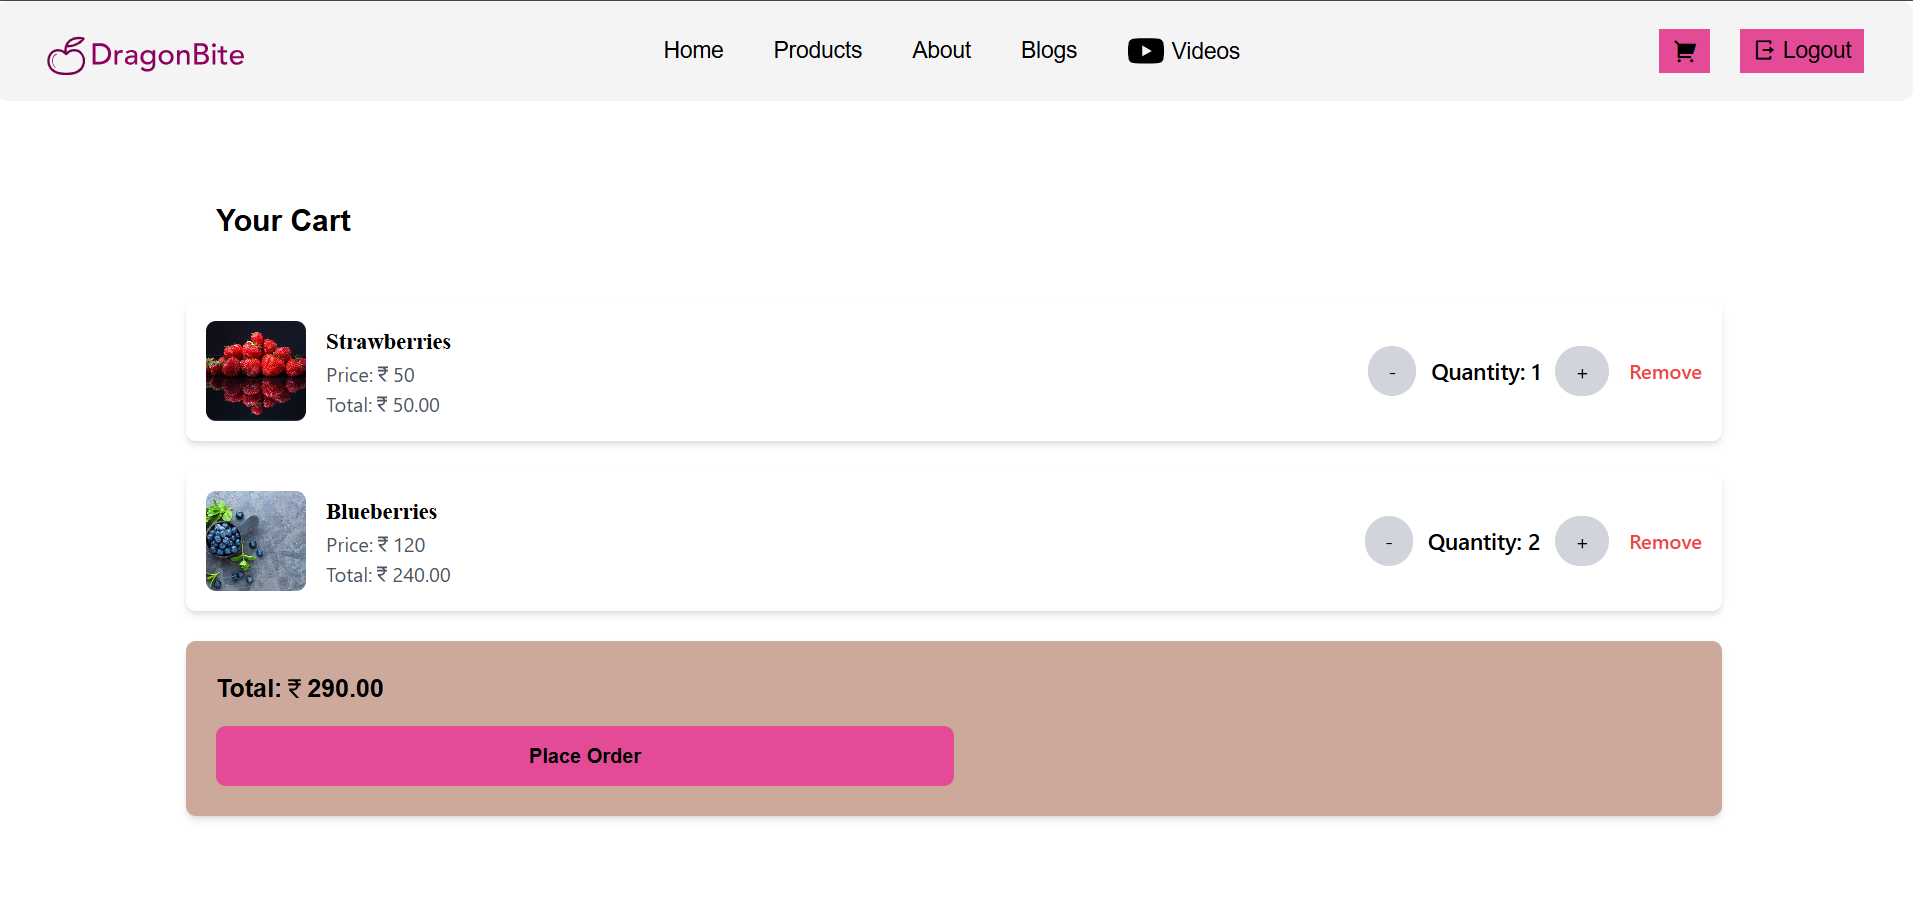 DragonBite
Home Products About Blogs Videos
Logout
Your Cart
Strawberries
Price: ₹ 50
Total: ₹ 50.00
- Quantity: 1 + Remove
Blueberries
Price: ₹ 120
Total: ₹ 240.00
- Quantity: 2 + Remove
Total: ₹ 290.00
Place Order